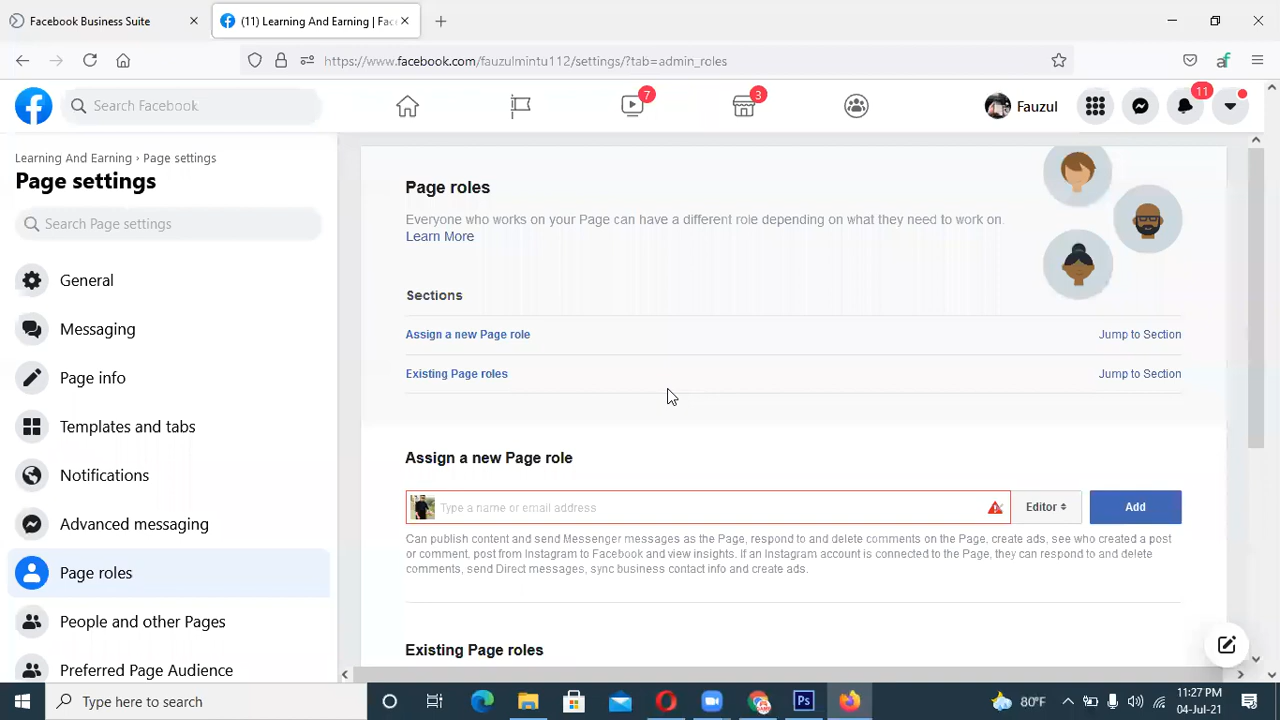 Facebook Business Suite
(11) Learning And Earning | Fac
https://www.facebook.com/fauzulmintu112/settings/?tab=admin_roles
Search Facebook
7
3
Fauzul
11
Learning And Earning › Page settings
Page settings
Search Page settings
General
Messaging
Page info
Templates and tabs
Notifications
Advanced messaging
Page roles
People and other Pages
Preferred Page Audience
Page roles
Everyone who works on your Page can have a different role depending on what they need to work on.
Learn More
Sections
Assign a new Page role Jump to Section
Existing Page roles Jump to Section
Assign a new Page role
Type a name or email address
Editor
Add
Can publish content and send Messenger messages as the Page, respond to and delete comments on the Page, create ads, see who created a post
or comment, post from Instagram to Facebook and view insights. If an Instagram account is connected to the Page, they can respond to and delete
comments, send Direct messages, sync business contact info and create ads.
Existing Page roles
Type here to search
Ps
80°F
11:27 PM
04-Jul-21